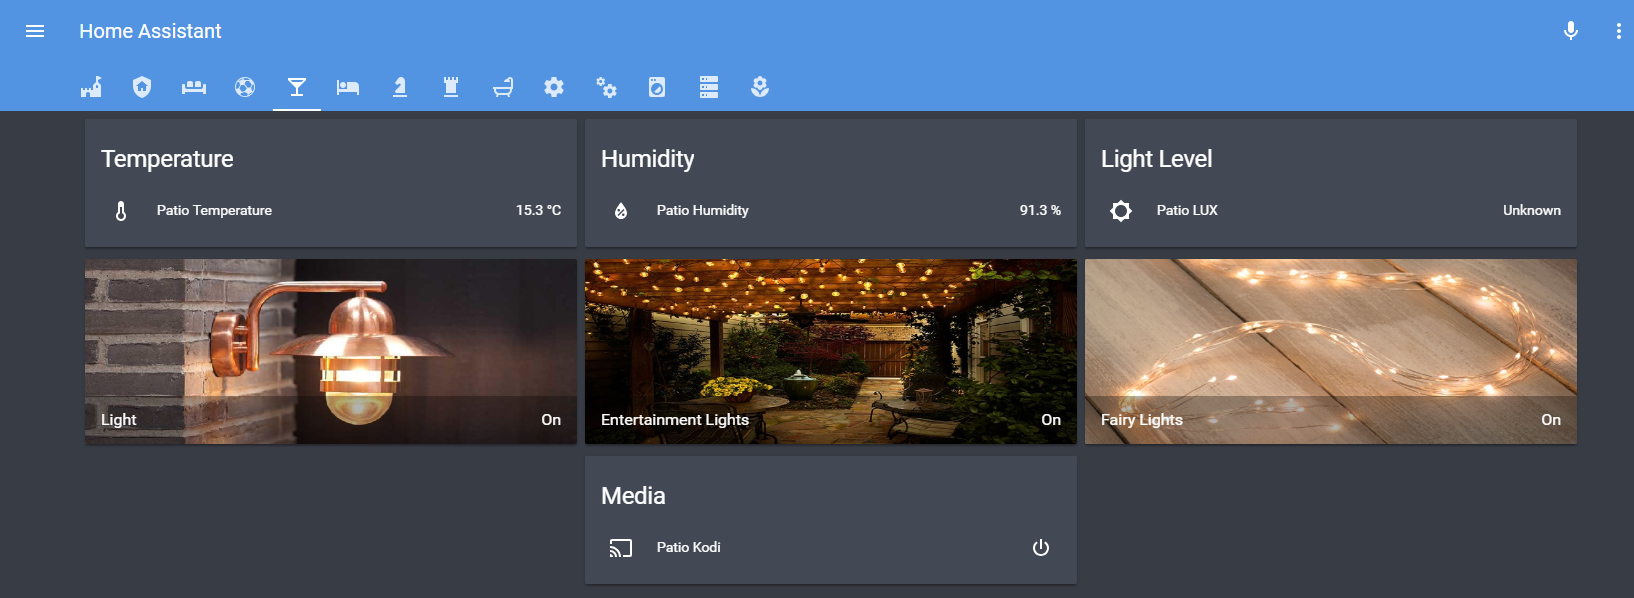 Home Assistant
Temperature
Patio Temperature 15.3 °C
Humidity
Patio Humidity 91.3 %
Light Level
Patio LUX Unknown
Light On
Entertainment Lights On
Fairy Lights On
Media
Patio Kodi